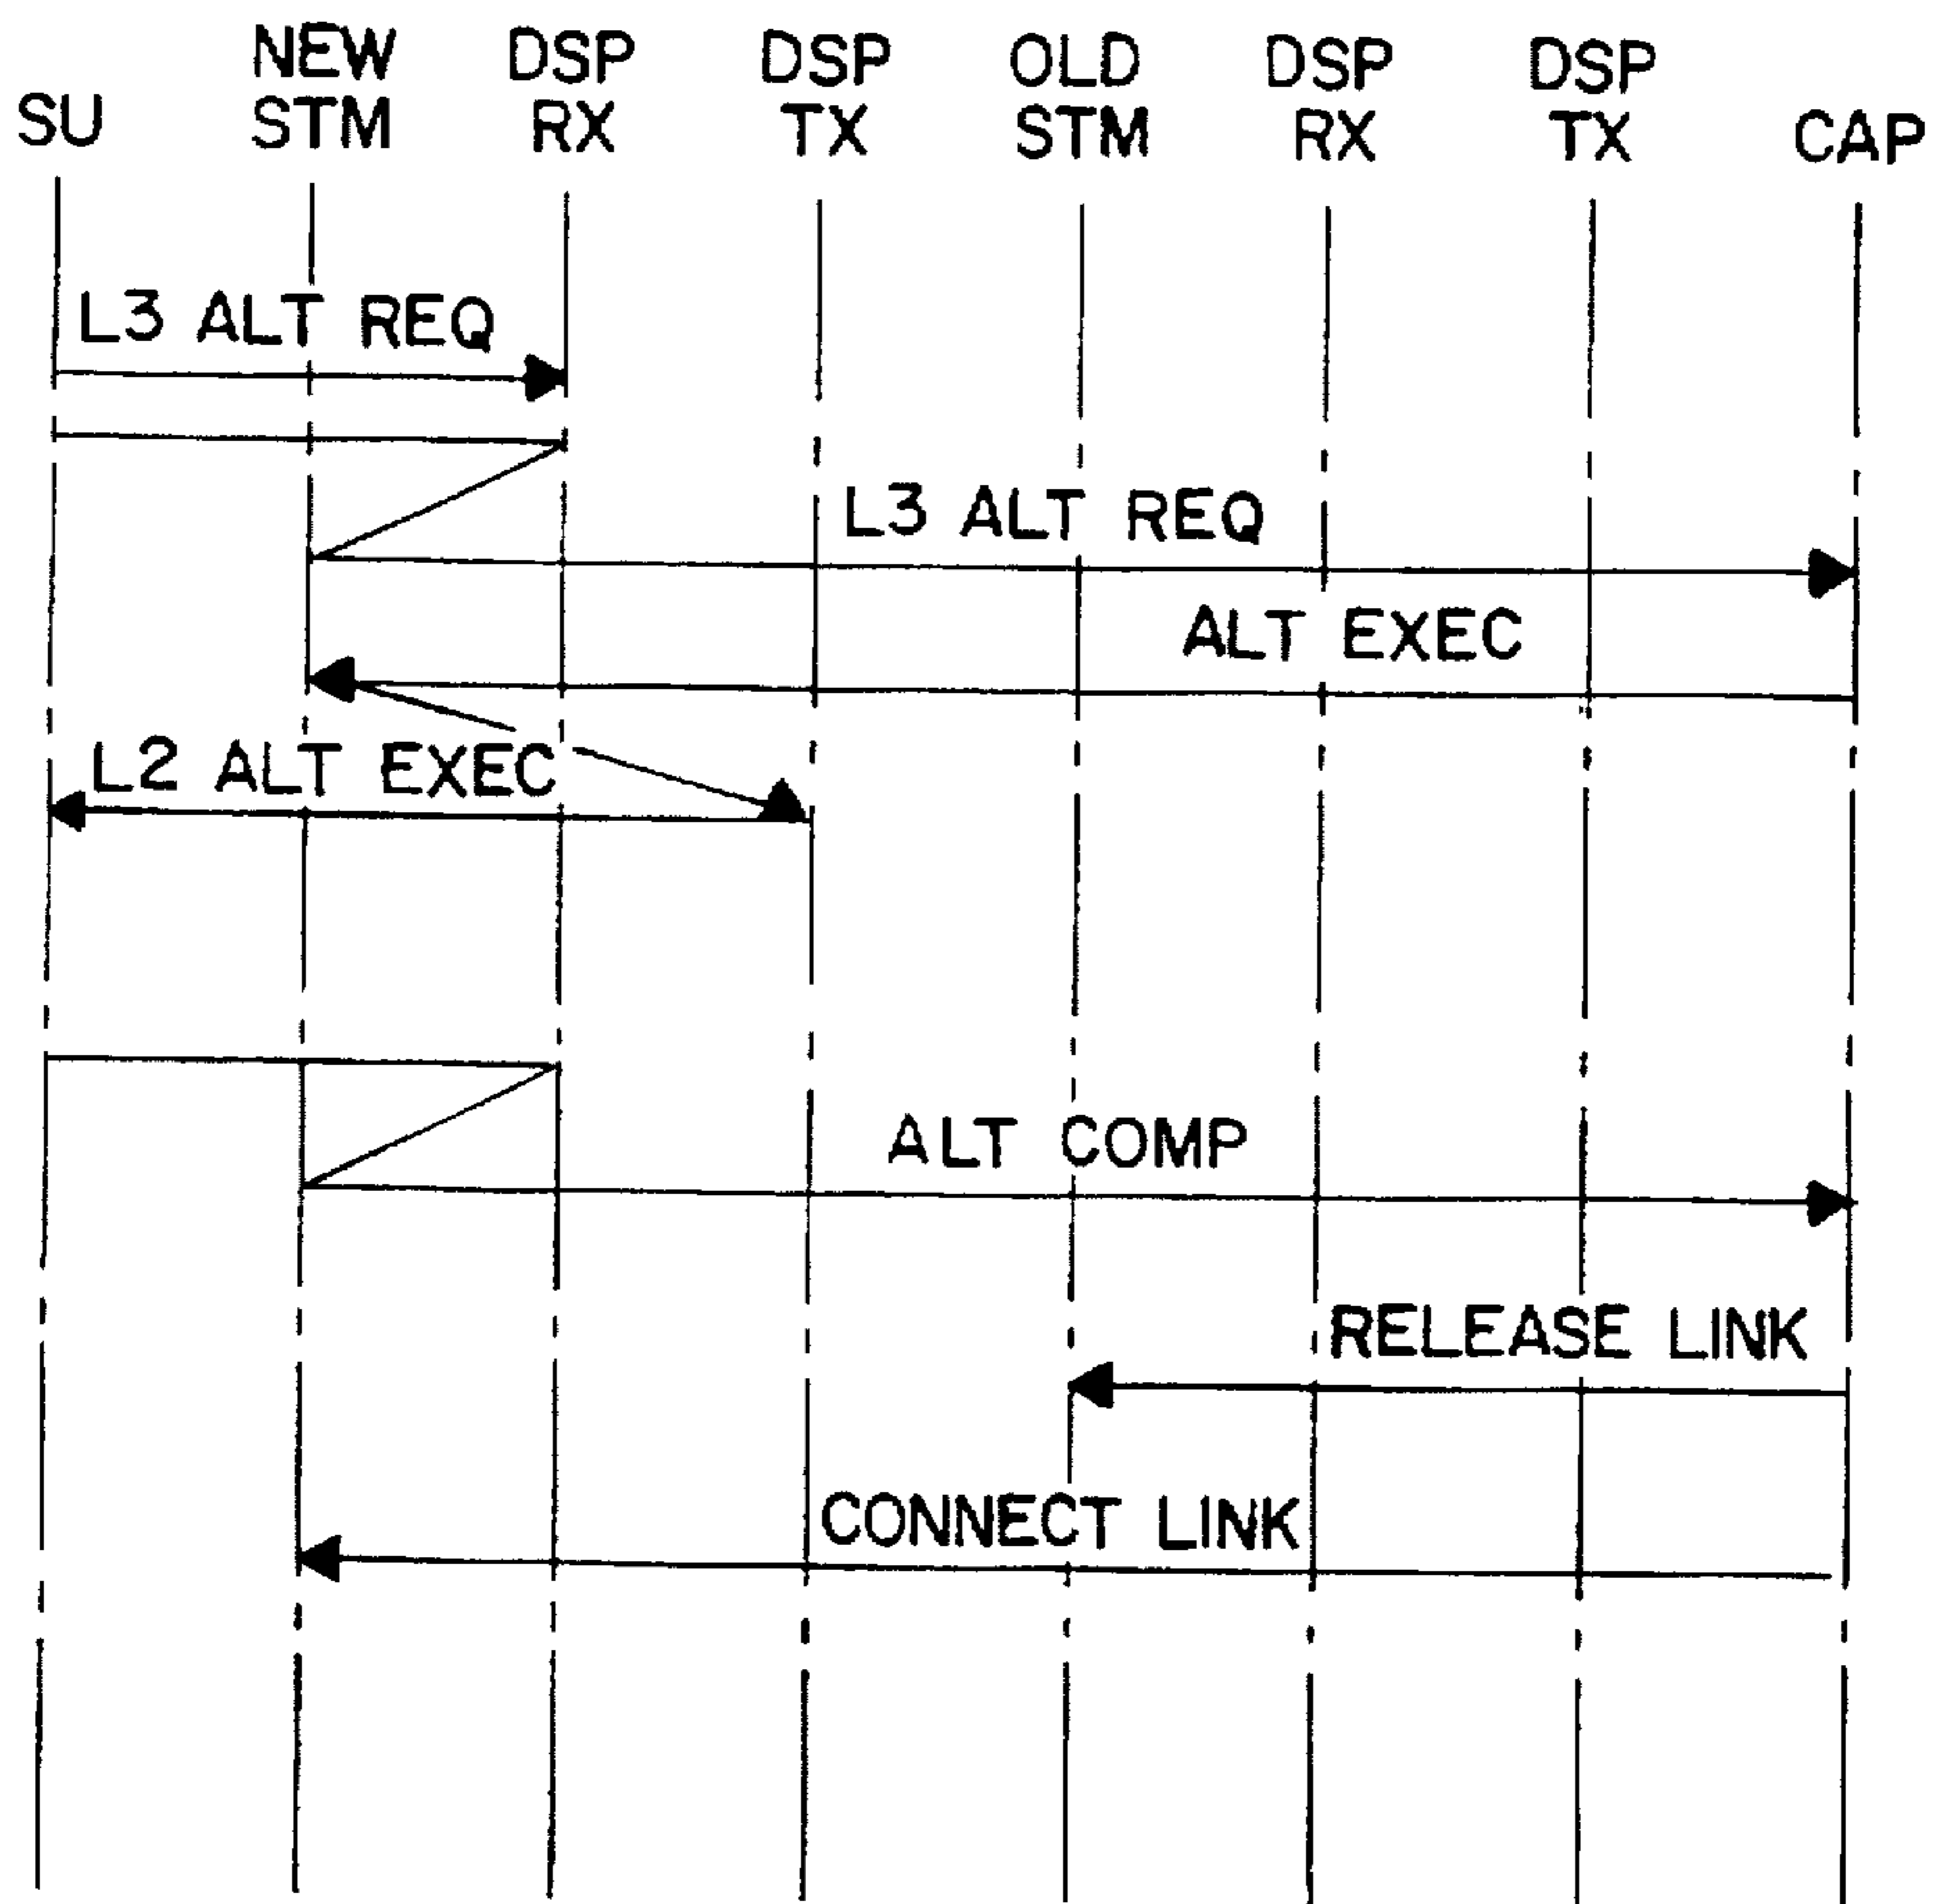 SU
NEW
STM
DSP
RX
DSP
TX
OLD
STM
DSP
RX
DSP
TX
CAP
L3 ALT REQ
L3 ALT REQ
ALT EXEC
L2 ALT EXEC
ALT COMP
RELEASE LINK
CONNECT LINK